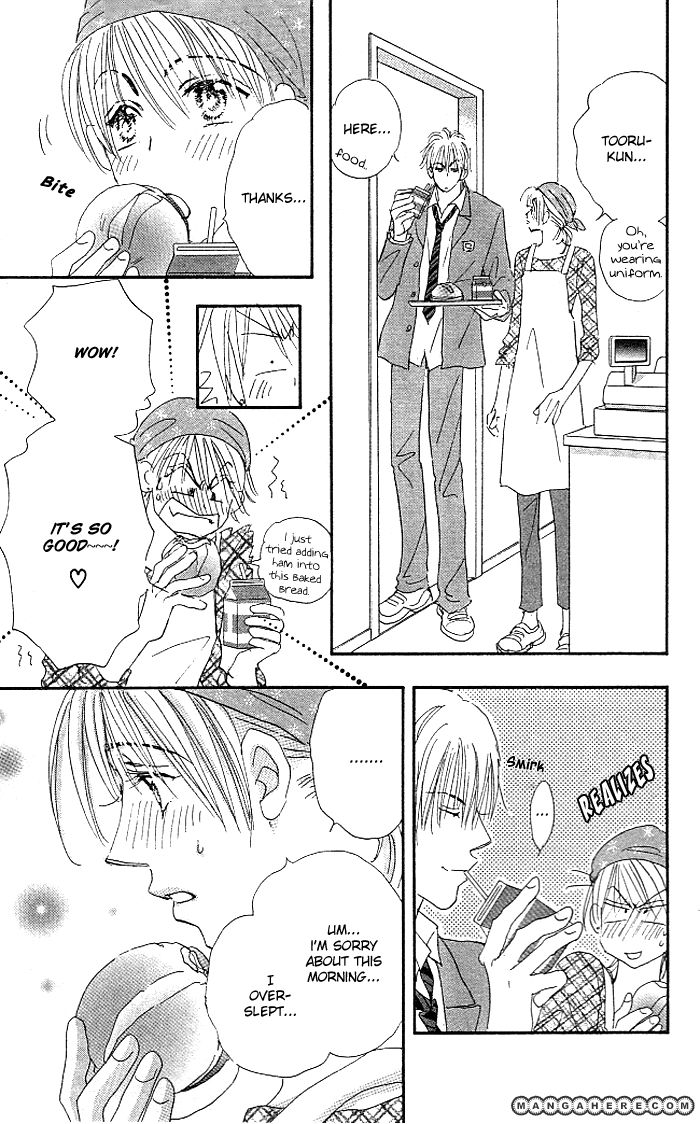 TOORU-
KUN...
Oh,
you're
wearing
uniform.
HERE...
food.
THANKS...
Bite
WOW!
IT'S SO
GOOD~~~!
♡
I just
tried adding
ham into
this Baked
Bread.
Smirk
...
REALIZES
........
UM...
I'M SORRY
ABOUT THIS
MORNING...
I
OVER-
SLEPT...
MANGAHERE.COM